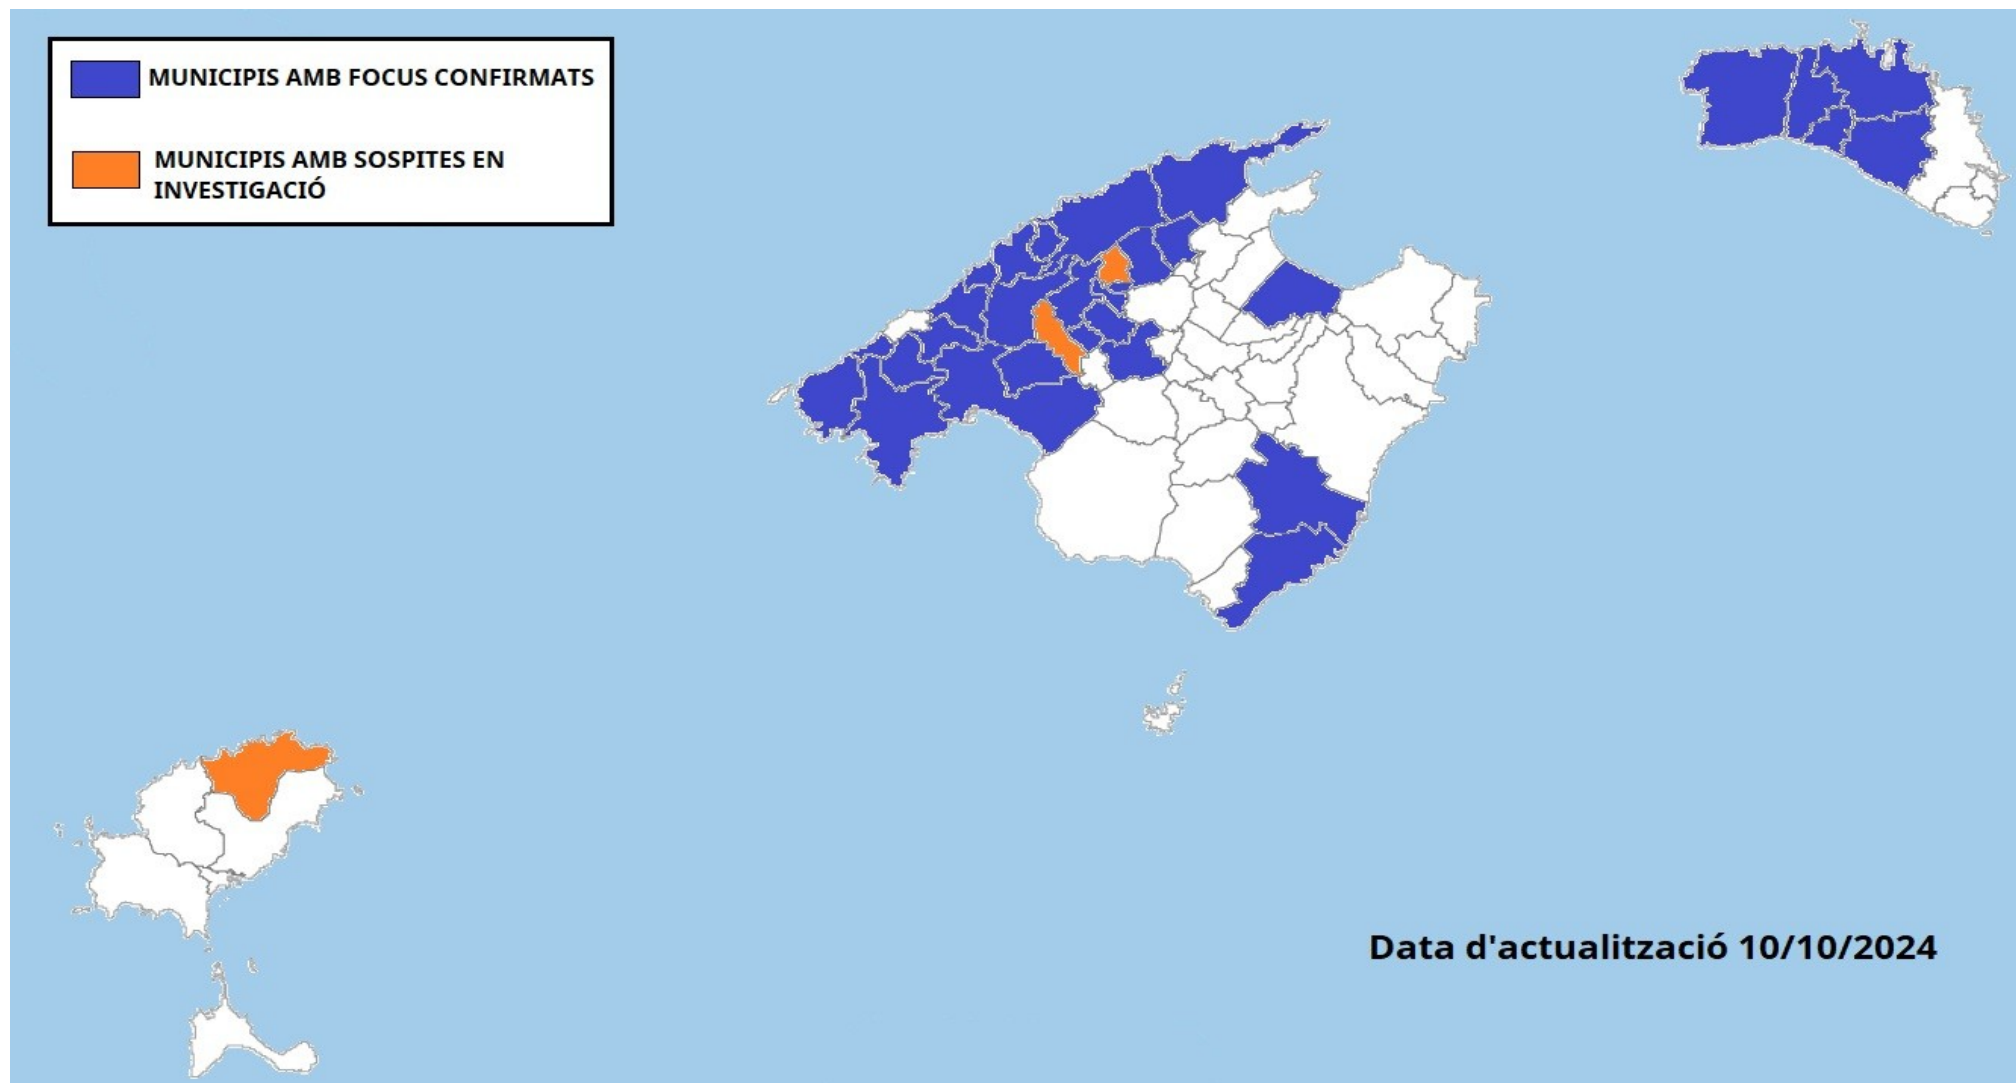 MUNICIPIS AMB FOCUS CONFIRMATS
MUNICIPIS AMB SOSPITES EN
INVESTIGACIÓ
Data d'actualització 10/10/2024